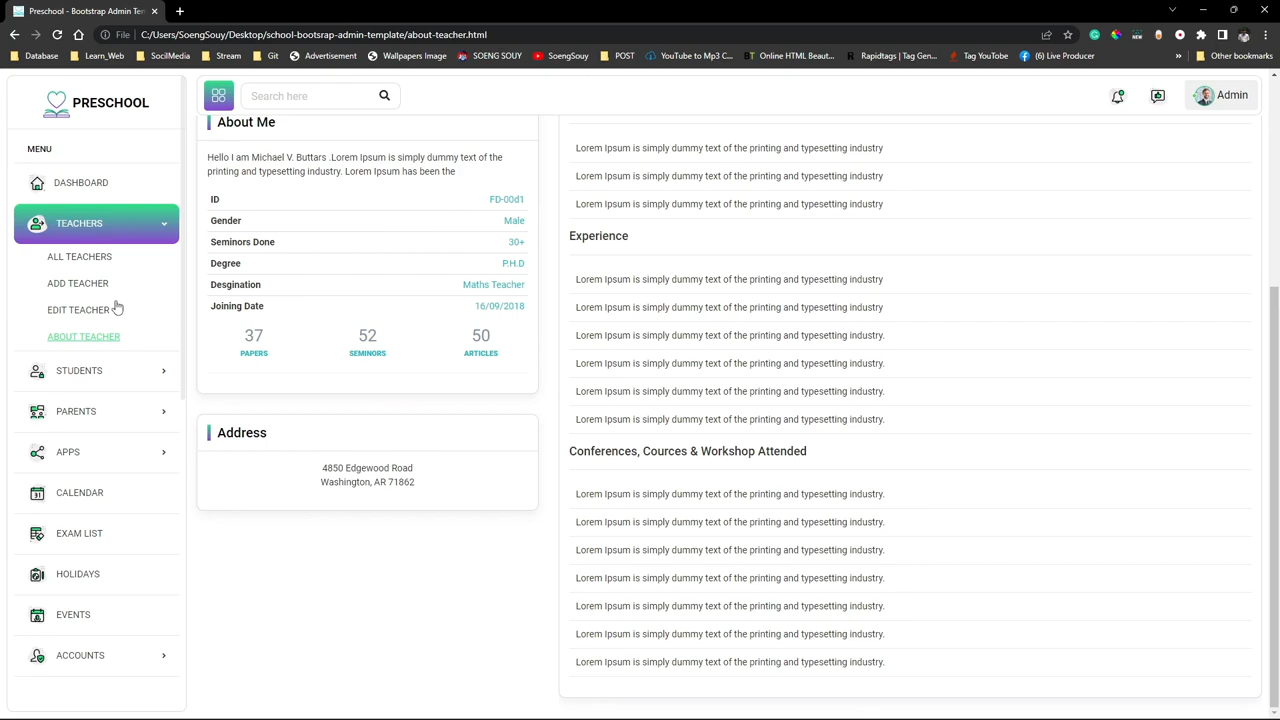 Preschool - Bootstrap Admin Tem
File
C:/Users/SoengSouy/Desktop/school-bootsrap-admin-template/about-teacher.html
Database
Learn_Web
SocilMedia
Stream
Git
Advertisement
Wallpapers Image
SOENG SOUY
SoengSouy
POST
YouTube to Mp3 C...
BT Online HTML Beautif...
Rapidtags | Tag Gen...
Tag YouTube
(6) Live Producer
»
Other bookmarks
PRESCHOOL
Search here
Admin
MENU
DASHBOARD
TEACHERS
ALL TEACHERS
ADD TEACHER
EDIT TEACHER
ABOUT TEACHER
STUDENTS
PARENTS
APPS
CALENDAR
EXAM LIST
HOLIDAYS
EVENTS
ACCOUNTS
About Me
Hello I am Michael V. Buttars .Lorem Ipsum is simply dummy text of the
printing and typesetting industry. Lorem Ipsum has been the
ID FD-00d1
Gender Male
Seminors Done 30+
Degree P.H.D
Desgination Maths Teacher
Joining Date 16/09/2018
37 52 50
PAPERS SEMINORS ARTICLES
Address
4850 Edgewood Road
Washington, AR 71862
Lorem Ipsum is simply dummy text of the printing and typesetting industry
Lorem Ipsum is simply dummy text of the printing and typesetting industry
Lorem Ipsum is simply dummy text of the printing and typesetting industry
Experience
Lorem Ipsum is simply dummy text of the printing and typesetting industry
Lorem Ipsum is simply dummy text of the printing and typesetting industry
Lorem Ipsum is simply dummy text of the printing and typesetting industry.
Lorem Ipsum is simply dummy text of the printing and typesetting industry.
Lorem Ipsum is simply dummy text of the printing and typesetting industry.
Lorem Ipsum is simply dummy text of the printing and typesetting industry.
Conferences, Cources & Workshop Attended
Lorem Ipsum is simply dummy text of the printing and typesetting industry.
Lorem Ipsum is simply dummy text of the printing and typesetting industry.
Lorem Ipsum is simply dummy text of the printing and typesetting industry.
Lorem Ipsum is simply dummy text of the printing and typesetting industry.
Lorem Ipsum is simply dummy text of the printing and typesetting industry.
Lorem Ipsum is simply dummy text of the printing and typesetting industry.
Lorem Ipsum is simply dummy text of the printing and typesetting industry.